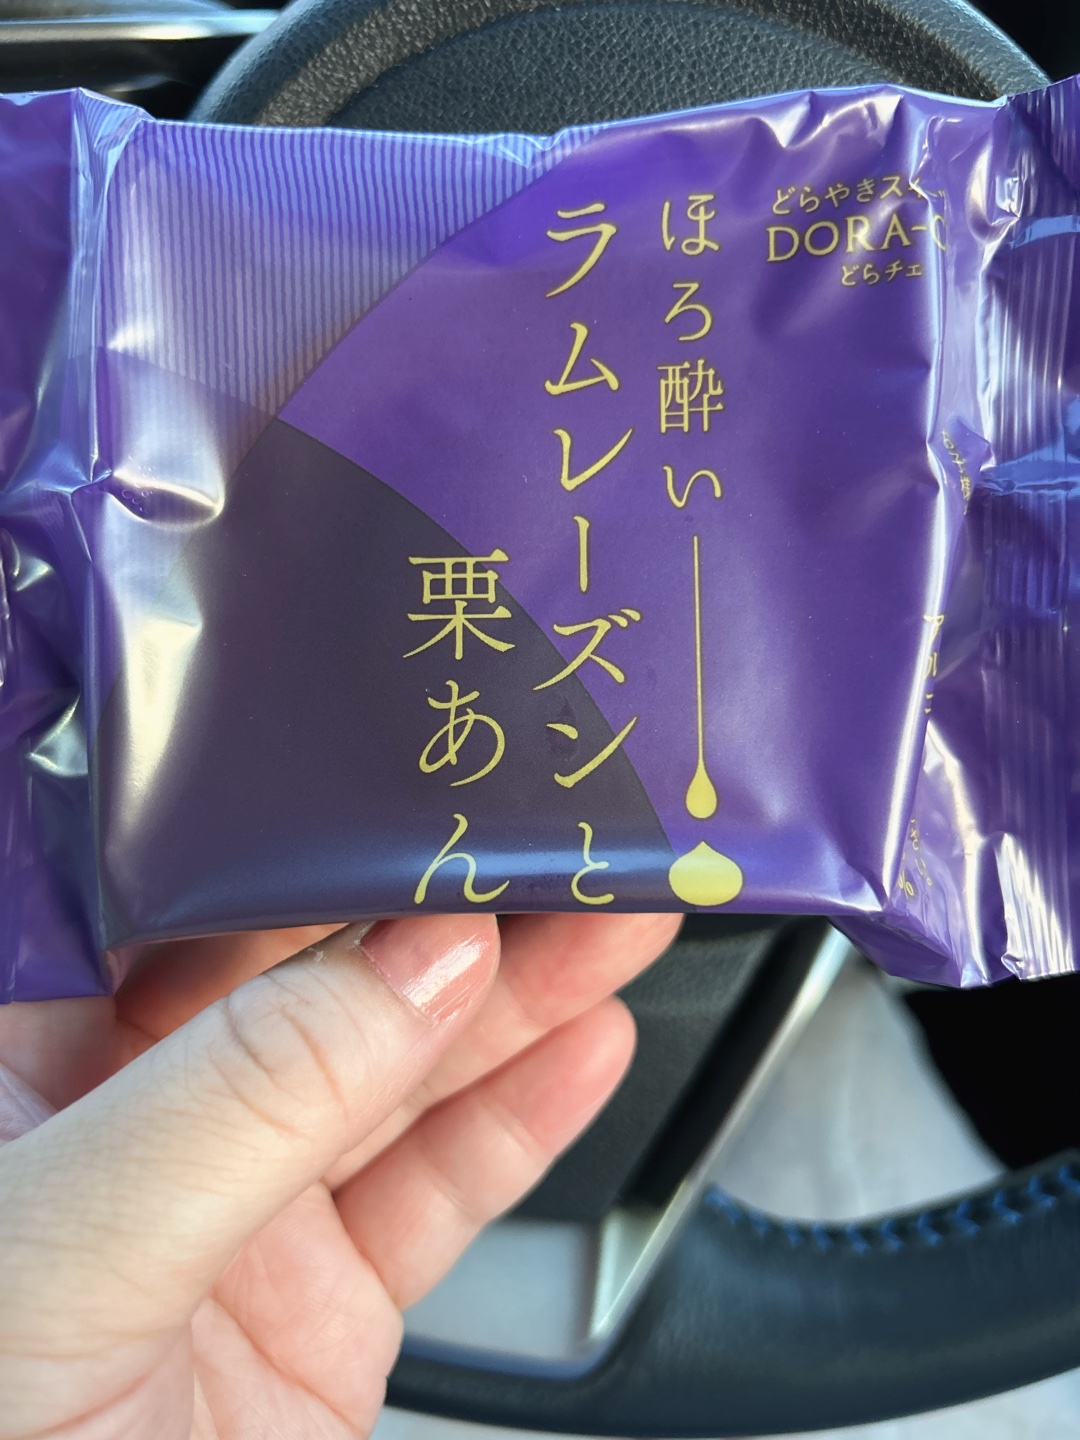 どらやきス
DORA-
どらチェ
ほろ酔い
ラムレーズンと
栗あん